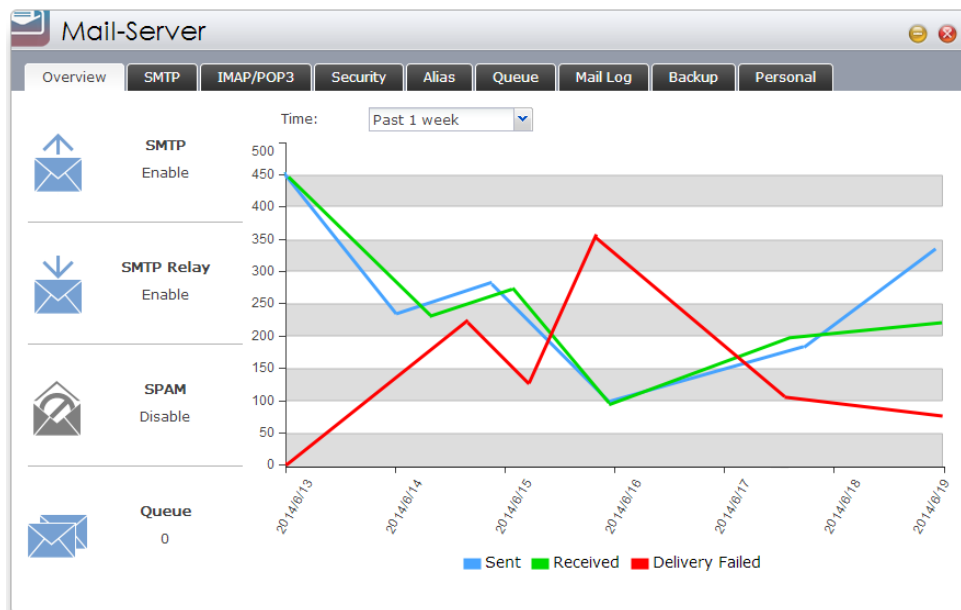 Mail-Server
Overview SMTP IMAP/POP3 Security Alias Queue Mail Log Backup Personal
SMTP
Enable
SMTP Relay
Enable
SPAM
Disable
Queue
0
Time: Past 1 week
500
450
400
350
300
250
200
150
100
50
0
2014/6/13 2014/6/14 2014/6/15 2014/6/16 2014/6/17 2014/6/18 2014/6/19
Sent Received Delivery Failed